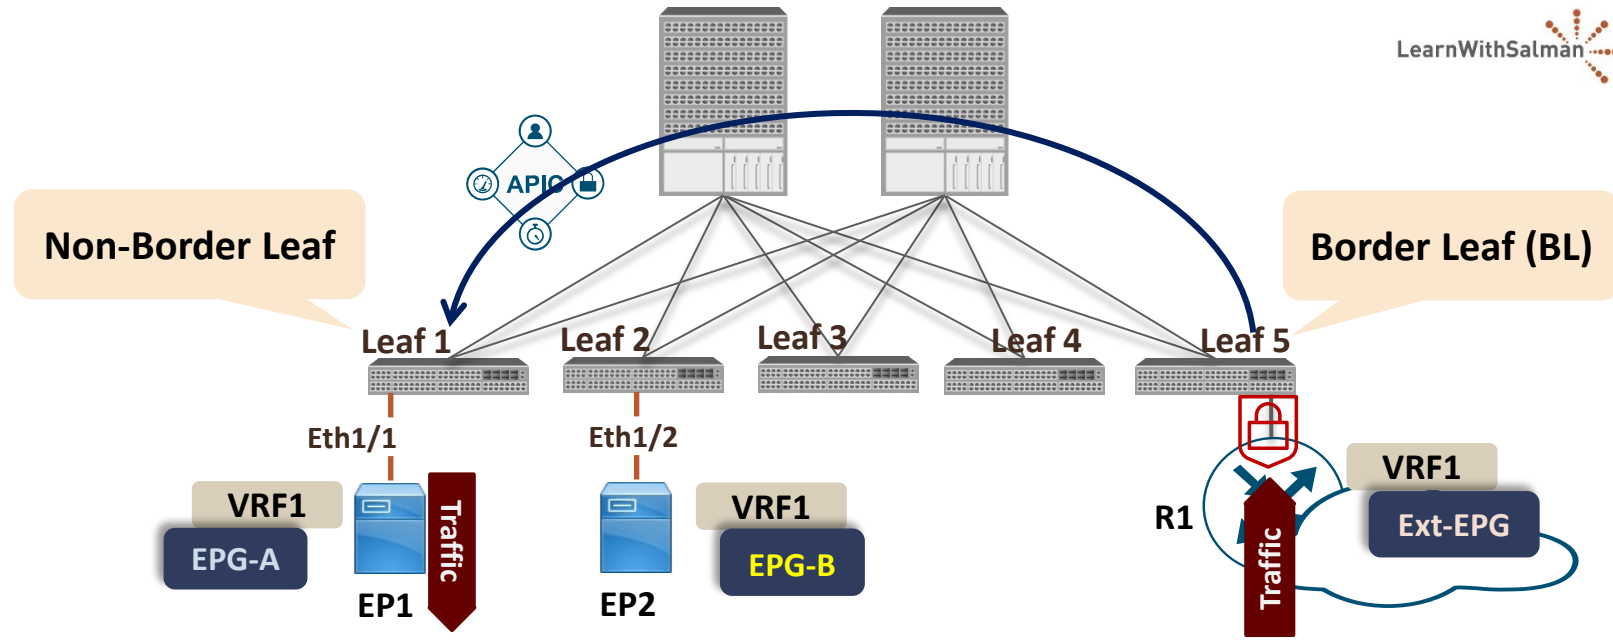 LearnWithSalman
APIC
Non-Border Leaf
Border Leaf (BL)
Leaf 1
Leaf 2
Leaf 3
Leaf 4
Leaf 5
Eth1/1
Eth1/2
VRF1
EPG-A
Traffic
EP1
EP2
VRF1
EPG-B
R1
Traffic
VRF1
Ext-EPG